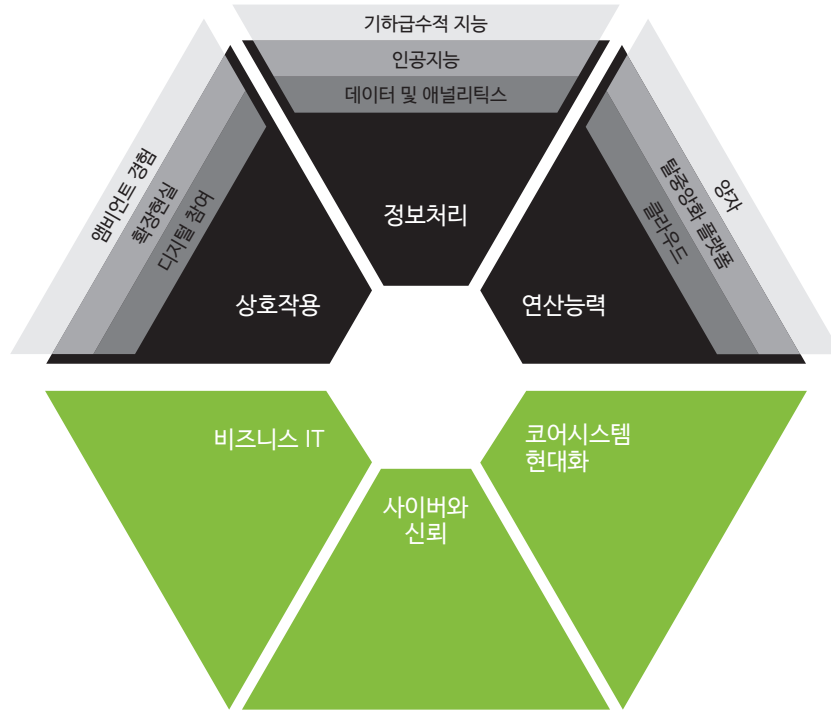 기하급수적 지능
인공지능
데이터 및 애널리틱스
정보처리
앰비언트 경험
확장현실
디지털 참여
상호작용
양자
탈중앙화 플랫폼
클라우드
연산능력
비즈니스 IT
코어시스템
현대화
사이버와
신뢰